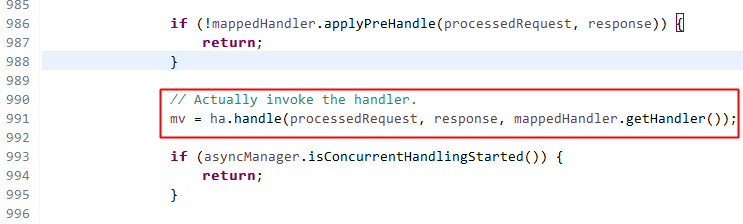 985
986 if (!mappedHandler.applyPreHandle(processedRequest, response)) {
987 return;
988 }
989
990 // Actually invoke the handler.
991 mv = ha.handle(processedRequest, response, mappedHandler.getHandler());
992
993 if (asyncManager.isConcurrentHandlingStarted()) {
994 return;
995 }
996